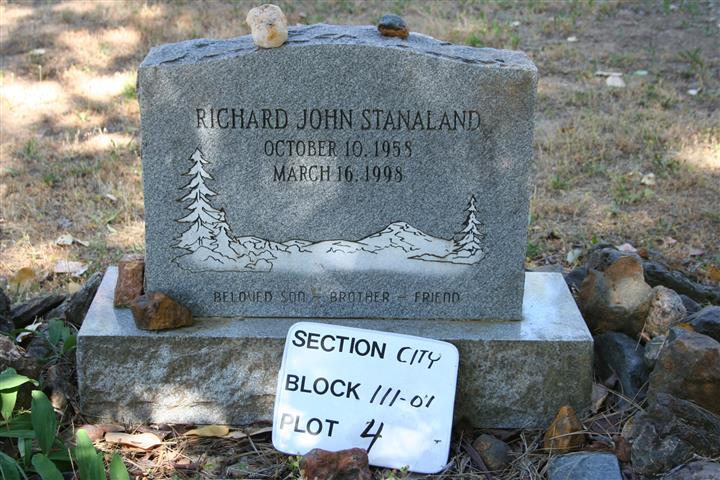 RICHARD JOHN STANALAND
OCTOBER 10, 1958
MARCH 16, 1998
BELOVED SON – BROTHER – FRIEND
SECTION CITY
BLOCK 111-01
PLOT 4